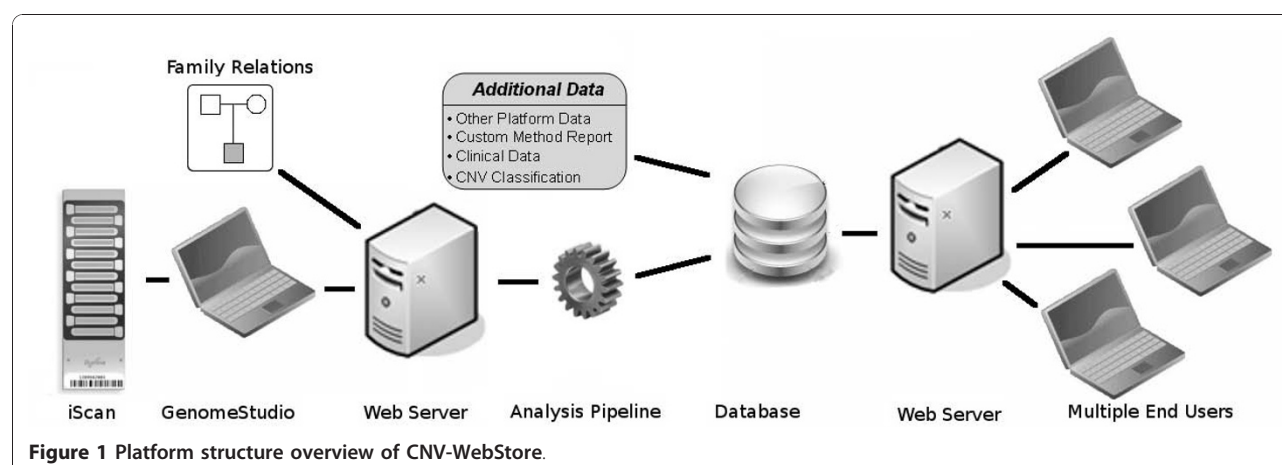 Family Relations
Additional Data
• Other Platform Data
• Custom Method Report
• Clinical Data
• CNV Classification
iScan
GenomeStudio
Web Server
Analysis Pipeline
Database
Web Server
Multiple End Users
Figure 1 Platform structure overview of CNV-WebStore.